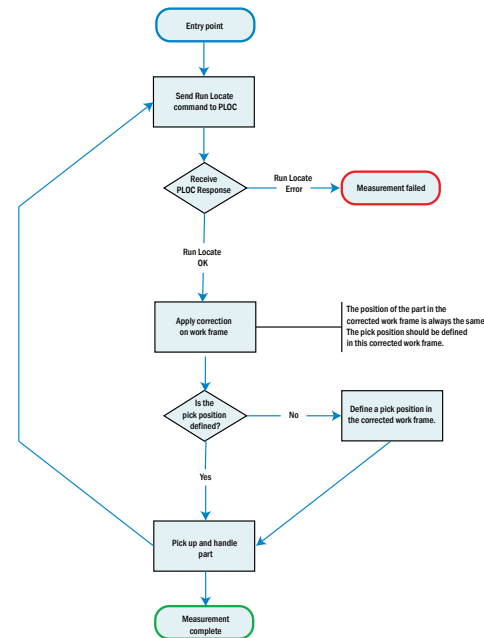 Entry point
Send Run Locate
command to PLOC
Receive
PLOC Response
Run Locate
Error
Measurement failed
Run Locate
OK
Apply correction
on work frame
The position of the part in the
corrected work frame is always the same
The pick position should be defined
in this corrected work frame.
Is the
pick position
defined?
No
Define a pick position in
the corrected work frame.
Yes
Pick up and handle
part
Measurement
complete